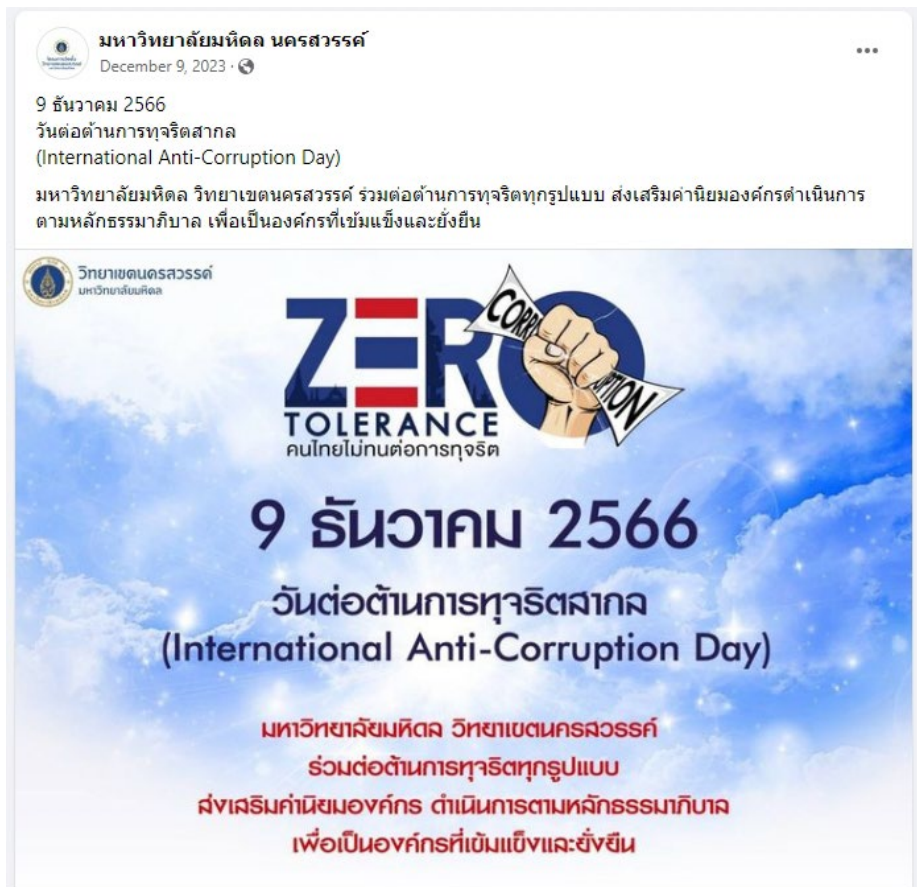 มหาวิทยาลัยมหิดล นครสวรรค์
December 9, 2023
9 ธันวาคม 2566
วันต่อต้านการทุจริตสากล
(International Anti-Corruption Day)
มหาวิทยาลัยมหิดล วิทยาเขตนครสวรรค์ ร่วมต่อต้านการทุจริตทุกรูปแบบ ส่งเสริมค่านิยมองค์กรดำเนินการ
ตามหลักธรรมาภิบาล เพื่อเป็นองค์กรที่เข้มแข็งและยั่งยืน
วิทยาเขตนครสวรรค์
มหาวิทยาลัยมหิดล
ZERO
CORRUPTION
TOLERANCE
คนไทยไม่ทนต่อการทุจริต
9 ธันวาคม 2566
วันต่อต้านการทุจริตสากล
(International Anti-Corruption Day)
มหาวิทยาลัยมหิดล วิทยาเขตนครสวรรค์
ร่วมต่อต้านการทุจริตทุกรูปแบบ
ส่งเสริมค่านิยมองค์กร ดำเนินการตามหลักธรรมาภิบาล
เพื่อเป็นองค์กรที่เข้มแข็งและยั่งยืน